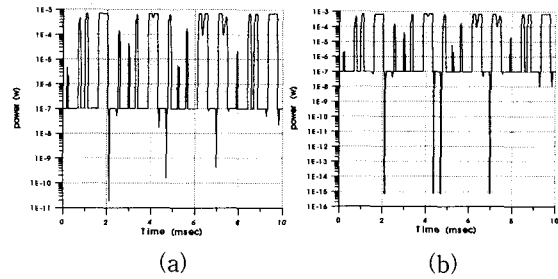 1E-3
1E-4
1E-5
1E-6
1E-7
1E-8
1E-9
1E-10
1E-11
power (w)
0 2 4 6 8 10
Time (msec)
(a)
1E-3
1E-4
1E-5
1E-6
1E-7
1E-8
1E-9
1E-10
1E-11
1E-12
1E-13
1E-14
1E-15
1E-16
power (w)
0 2 4 6 8 10
Time (msec)
(b)